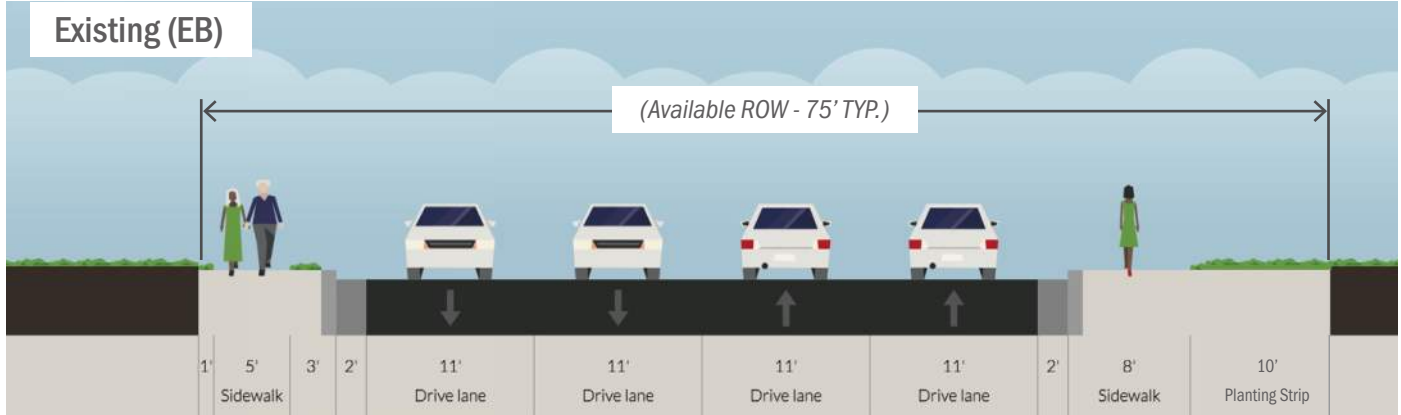 Existing (EB)
(Available ROW - 75' TYP.)
1' 5' 3' 2' 11' 11' 11' 11' 2' 8' 10'
Sidewalk Drive lane Drive lane Drive lane Drive lane Sidewalk Planting Strip